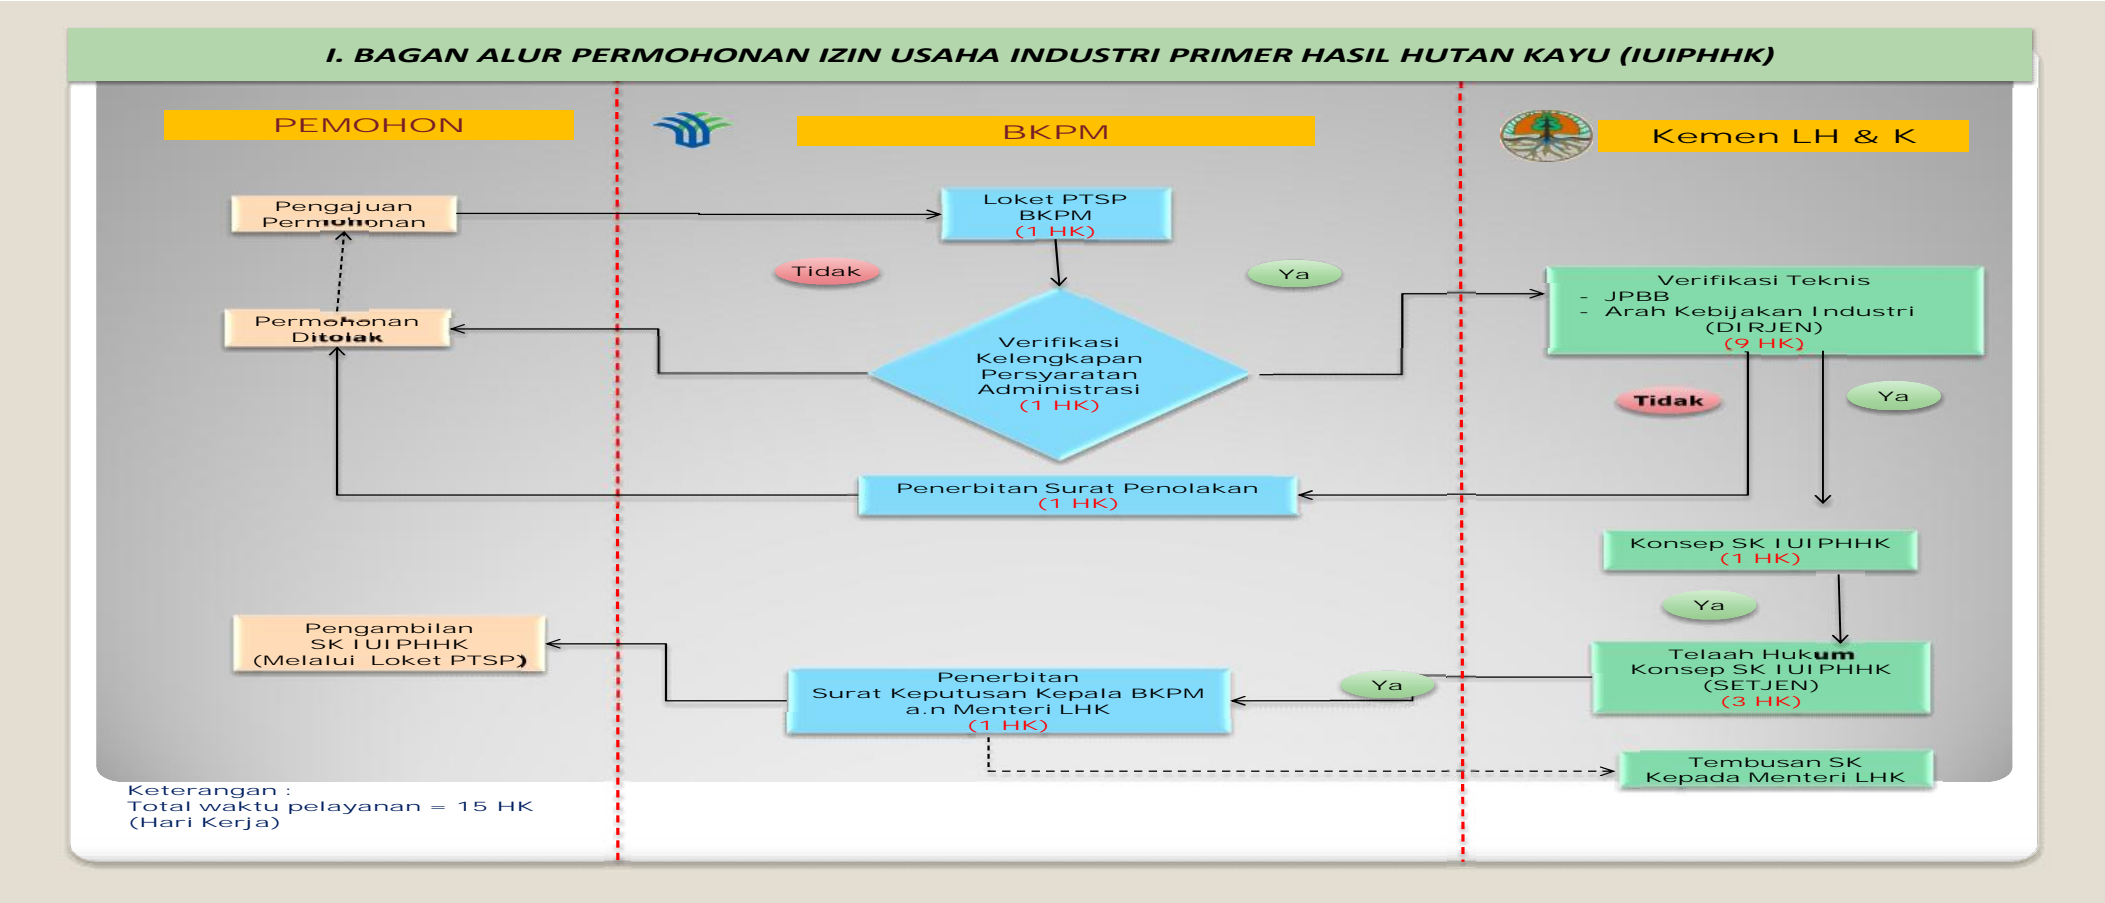 I. BAGAN ALUR PERMOHONAN IZIN USAHA INDUSTRI PRIMER HASIL HUTAN KAYU (IUIPHHK)
PEMOHON
BKPM
Kemen LH & K
Pengajuan
Permohonan
Loket PTSP
BKPM
(1 HK)
Tidak
Ya
Verifikasi Teknis
- JPBB
- Arah Kebijakan Industri
(DIRJEN)
(9 HK)
Permohonan
Ditolak
Verifikasi
Kelengkapan
Persyaratan
Administrasi
(1 HK)
Tidak
Ya
Penerbitan Surat Penolakan
(1 HK)
Konsep SK IUIPHHK
(1 HK)
Ya
Pengambilan
SK IUIPHHK
(Melalui Loket PTSP)
Telaah Hukum
Konsep SK IUIPHHK
(SETJEN)
(3 HK)
Ya
Penerbitan
Surat Keputusan Kepala BKPM
a.n Menteri LHK
(1 HK)
Tembusan SK
Kepada Menteri LHK
Keterangan :
Total waktu pelayanan = 15 HK
(Hari Kerja)